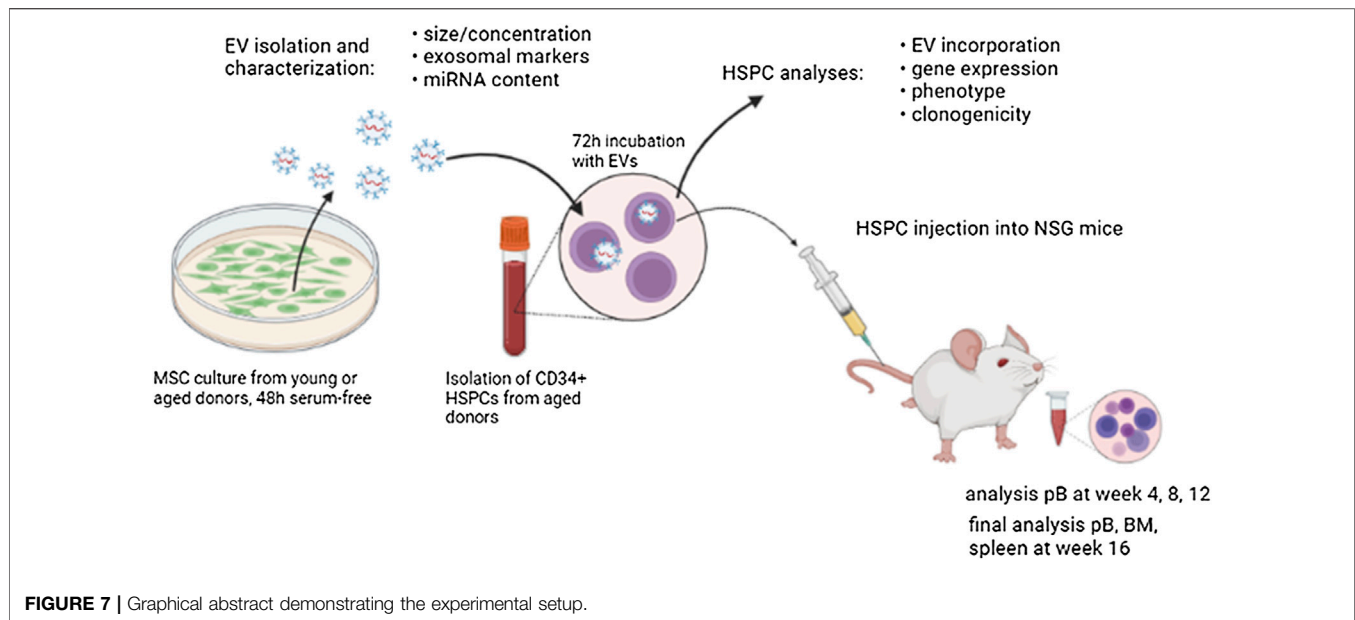 EV isolation and
characterization:
• size/concentration
• exosomal markers
• miRNA content
HSPC analyses:
• EV incorporation
• gene expression
• phenotype
• clonogenicity
72h incubation
with EVs
HSPC injection into NSG mice
MSC culture from young or
aged donors, 48h serum-free
Isolation of CD34+
HSPCs from aged
donors
analysis pB at week 4, 8, 12
final analysis pB, BM,
spleen at week 16
FIGURE 7 | Graphical abstract demonstrating the experimental setup.